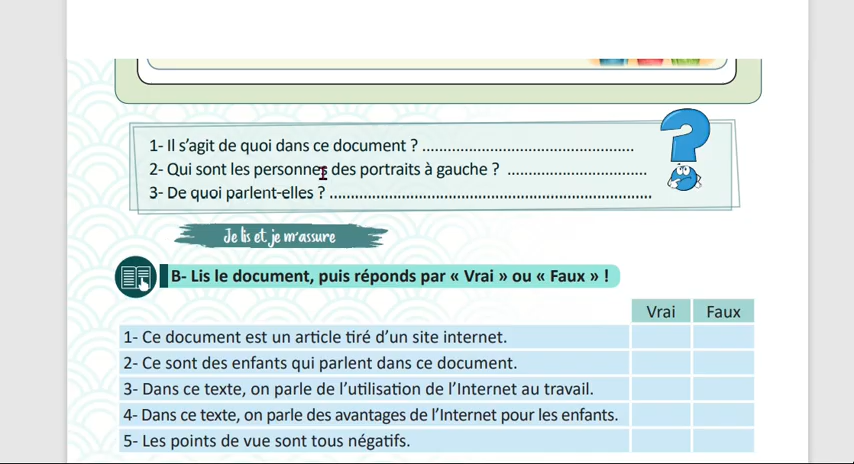 1- Il s’agit de quoi dans ce document ? ................................................
2- Qui sont les personnes des portraits à gauche ? ................................
3- De quoi parlent-elles ? ........................................................................
Je lis et je m’assure
B- Lis le document, puis réponds par « Vrai » ou « Faux » !
Vrai Faux
1- Ce document est un article tiré d’un site internet.
2- Ce sont des enfants qui parlent dans ce document.
3- Dans ce texte, on parle de l’utilisation de l’Internet au travail.
4- Dans ce texte, on parle des avantages de l’Internet pour les enfants.
5- Les points de vue sont tous négatifs.